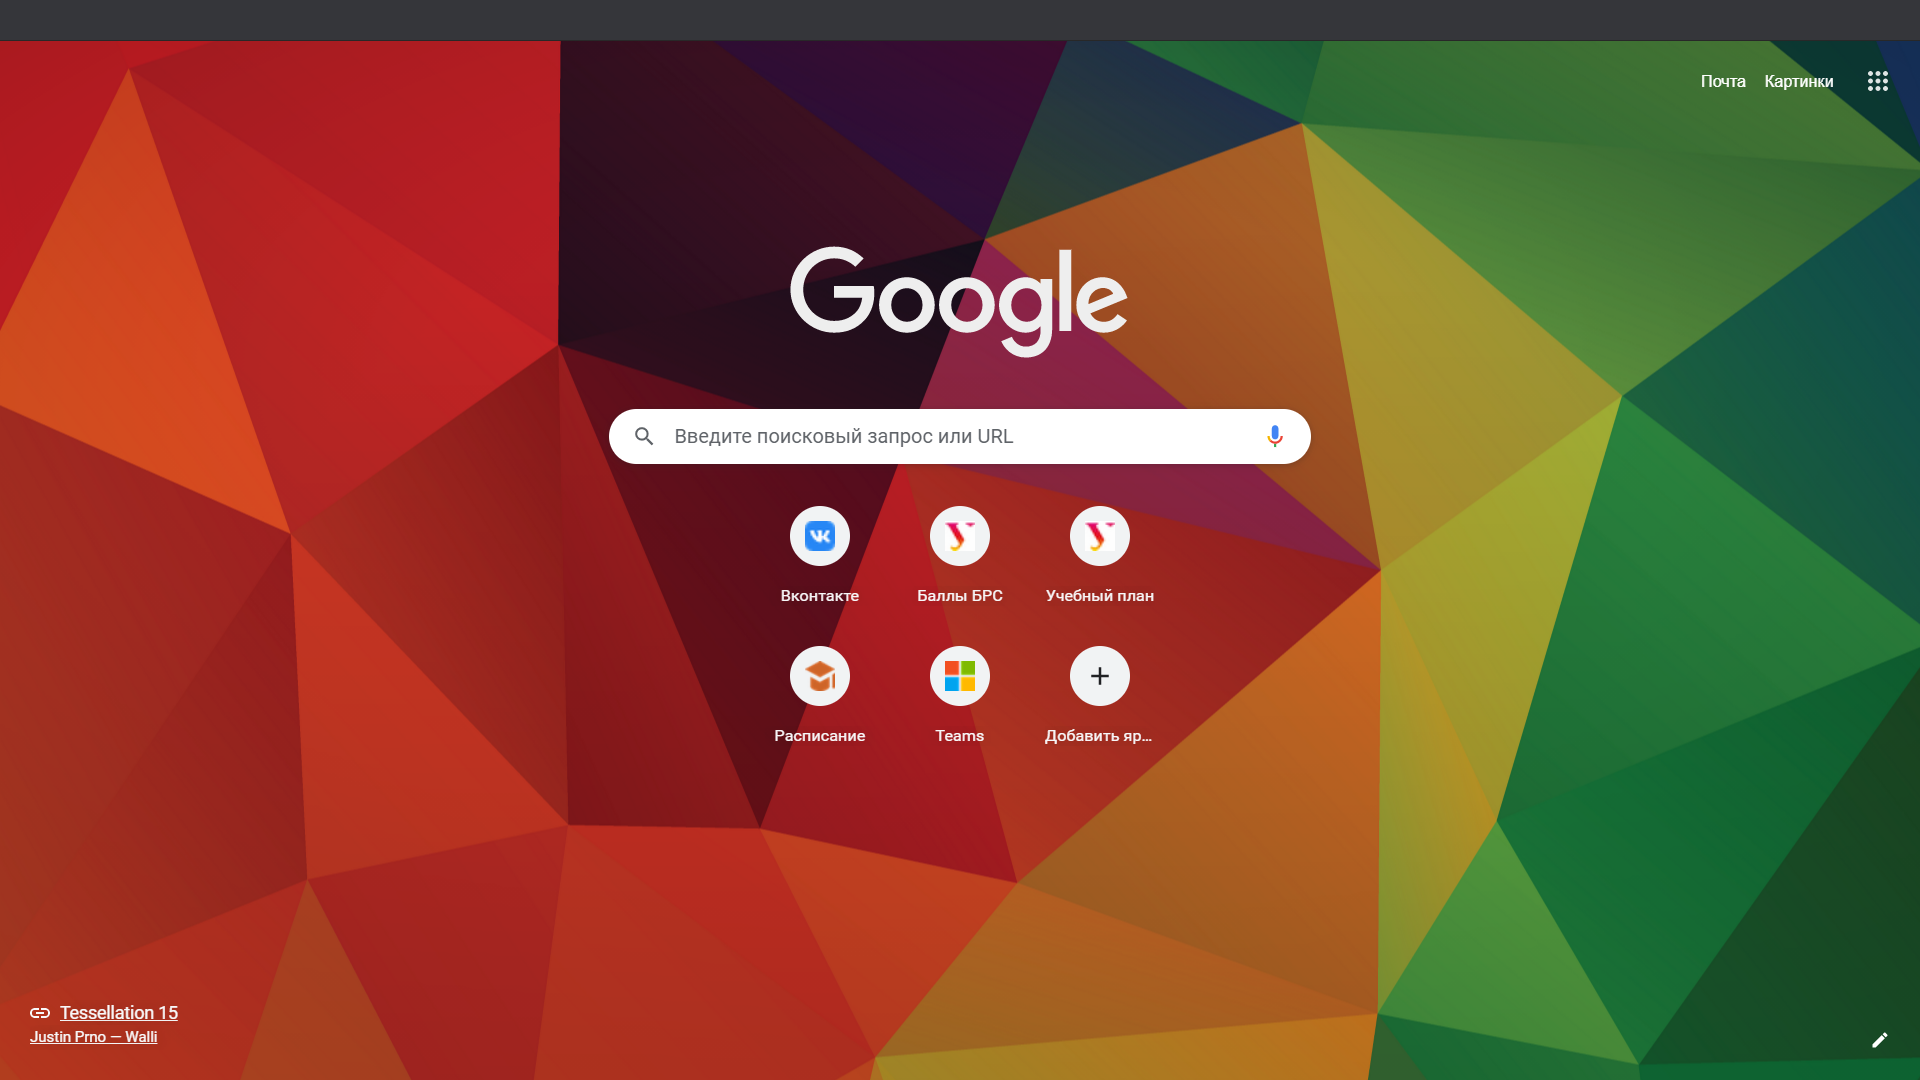 Почта Картинки
Google
Введите поисковый запрос или URL
Вконтакте Баллы БРС Учебный план
Расписание Teams Добавить яр...
Tessellation 15
Justin Prno — Walli